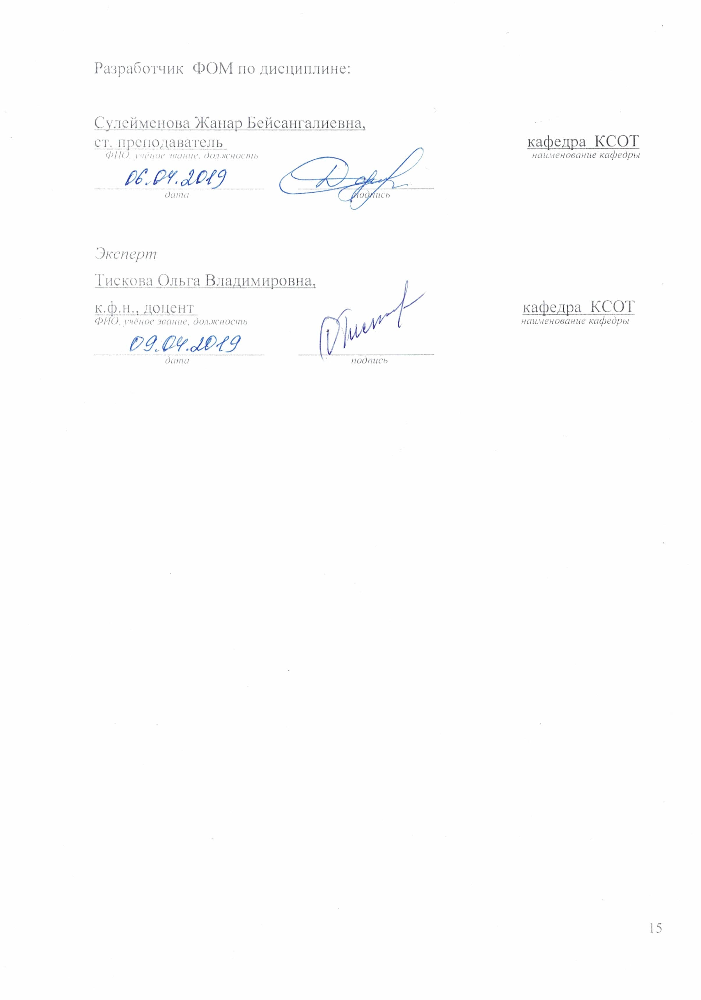 Разработчик ФОМ по дисциплине:
Сулейменова Жанар Бейсангалиевна,
ст. преподаватель кафедра КСОТ
ФИО, учёное звание, должность наименование кафедры
06.04.2019
дата подпись
Эксперт
Тискова Ольга Владимировна,
к.ф.н., доцент кафедра КСОТ
ФИО, учёное звание, должность наименование кафедры
09.04.2019
дата подпись
15